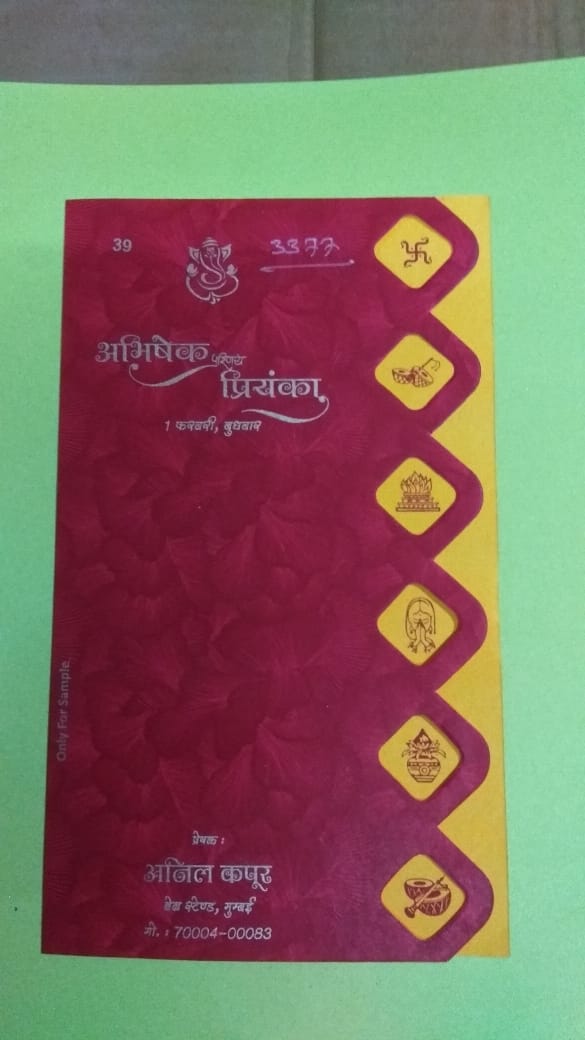 39
3377
अभिषेक
परिणय
प्रियंका
1 फरवरी, बुधवार
Only For Sample.
प्रेषक :
अनिल कपूर
बेन्ड स्टेण्ड, मुम्बई
मो. : 70004-00083